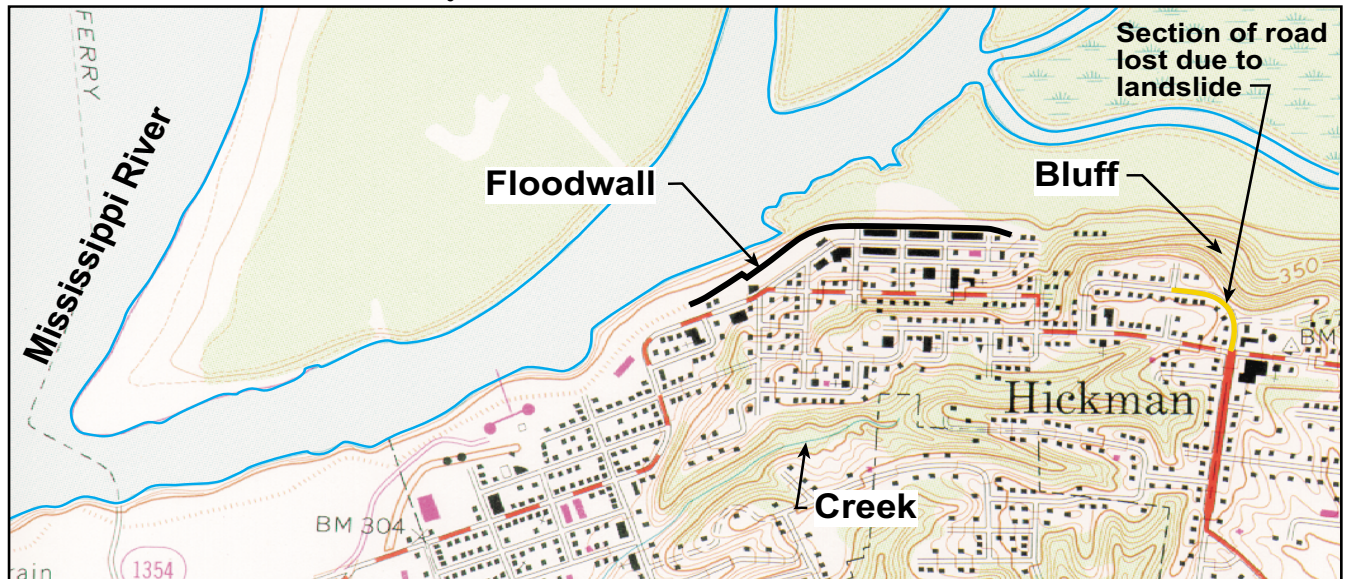 FERRY
Section of road
lost due to
landslide
Mississippi River
Floodwall
Bluff
350
BM
Hickman
Creek
BM 304
1354
rain